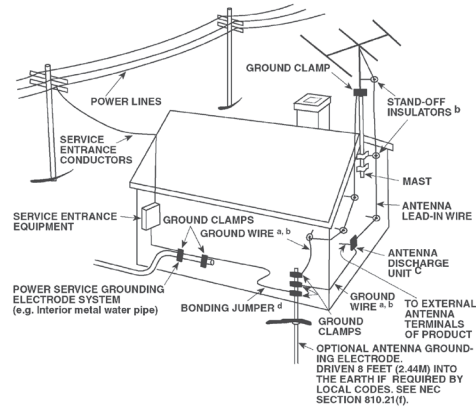 GROUND CLAMP
POWER LINES
STAND-OFF
INSULATORS b
SERVICE
ENTRANCE
CONDUCTORS
MAST
ANTENNA
LEAD-IN WIRE
SERVICE ENTRANCE
EQUIPMENT
GROUND CLAMPS
GROUND WIRE a, b
ANTENNA
DISCHARGE
UNIT C
POWER SERVICE GROUNDING
ELECTRODE SYSTEM
(e.g. Interior metal water pipe)
BONDING JUMPER d
GROUND
WIRE a, b
TO EXTERNAL
ANTENNA
TERMINALS
OF PRODUCT
GROUND
CLAMPS
OPTIONAL ANTENNA GROUND-
ING ELECTRODE.
DRIVEN 8 FEET (2.44M) INTO
THE EARTH IF REQUIRED BY
LOCAL CODES. SEE NEC
SECTION 810.21(f).